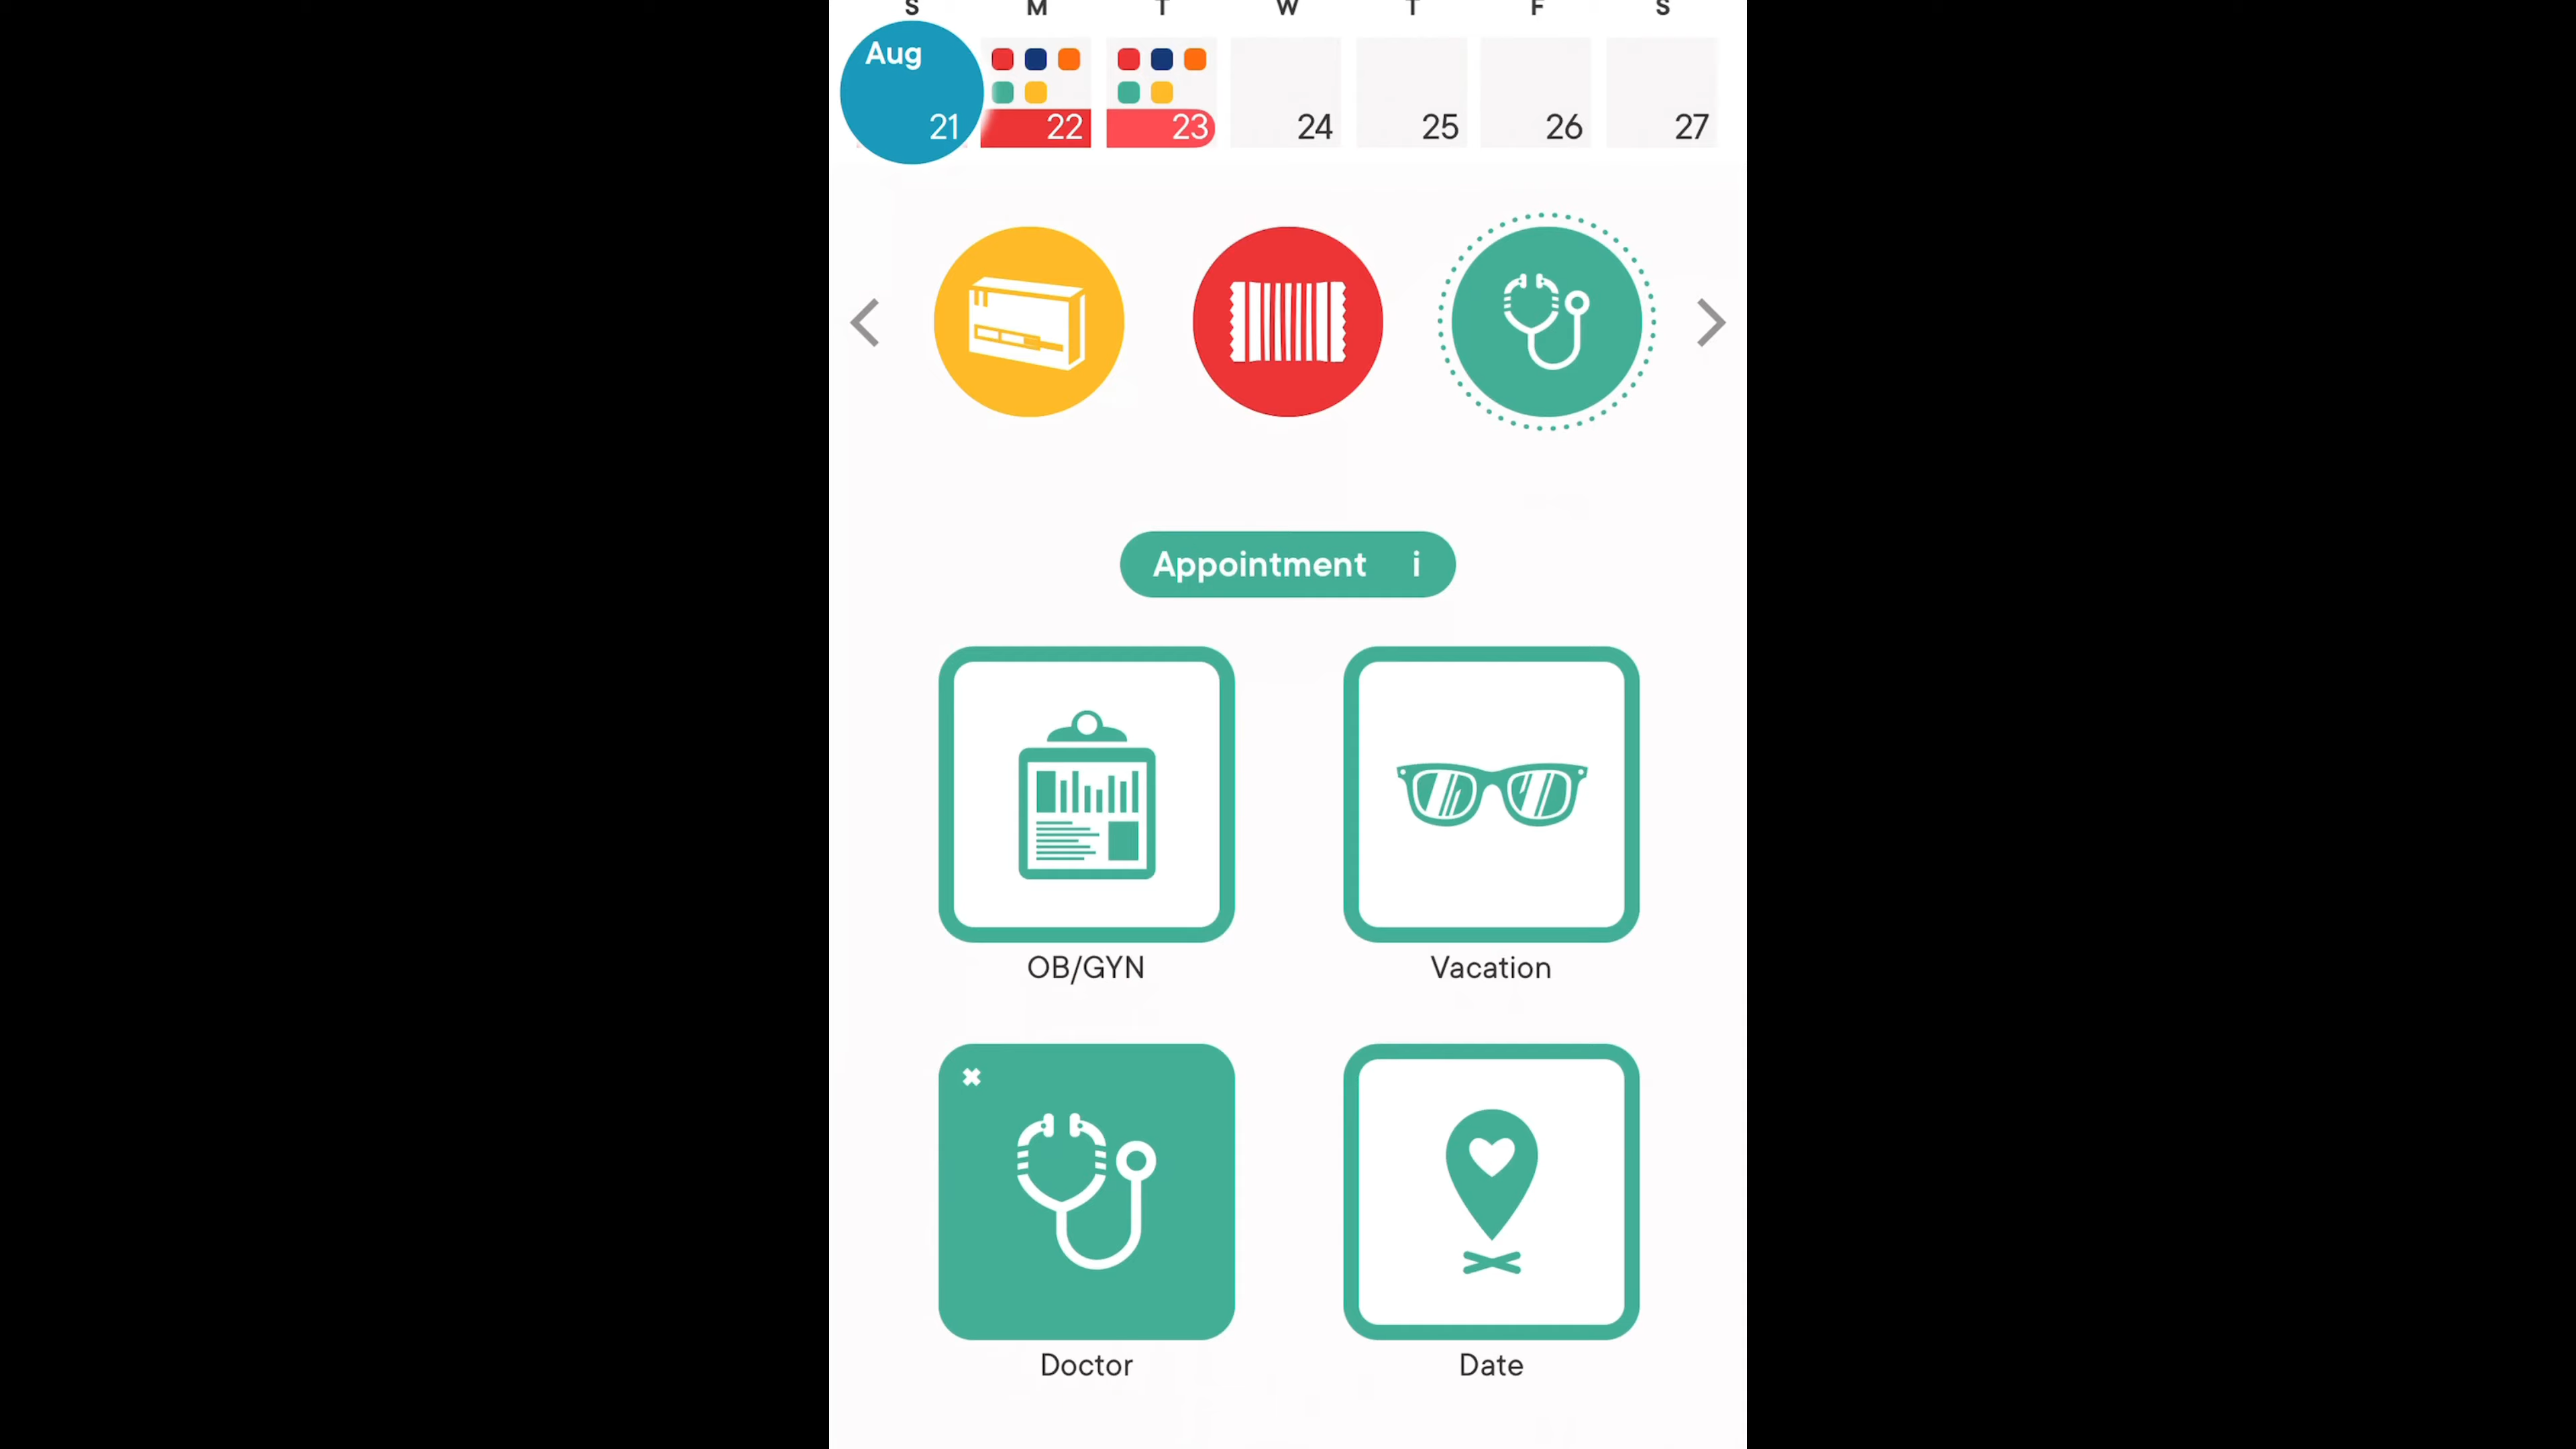 S M T W T F S
Aug
21 22 23 24 25 26 27
Appointment i
OB/GYN Vacation
Doctor Date